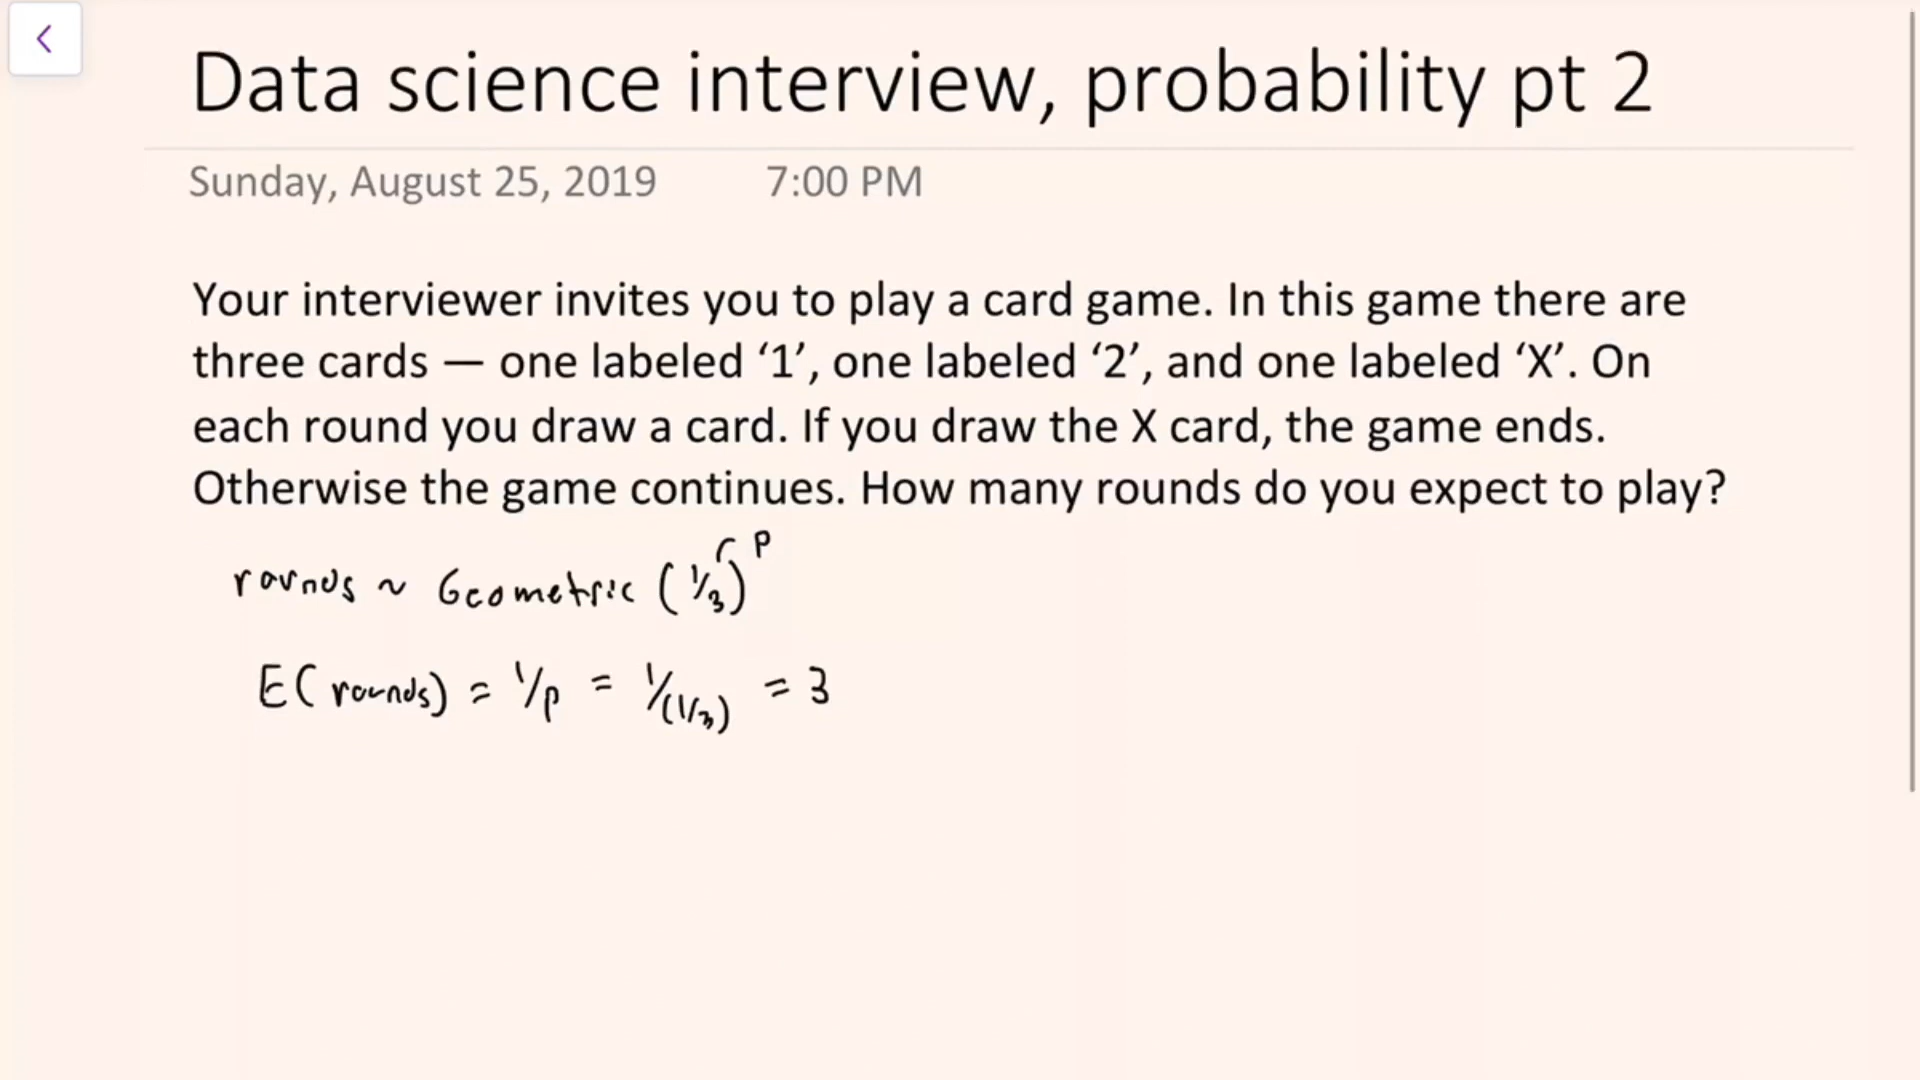 Data science interview, probability pt 2
Sunday, August 25, 2019 7:00 PM
Your interviewer invites you to play a card game. In this game there are
three cards — one labeled ‘1’, one labeled ‘2’, and one labeled ‘X’. On
each round you draw a card. If you draw the X card, the game ends.
Otherwise the game continues. How many rounds do you expect to play?
P
rounds ~ Geometric (1/3)
E(rounds) = 1/p = 1/(1/3) = 3